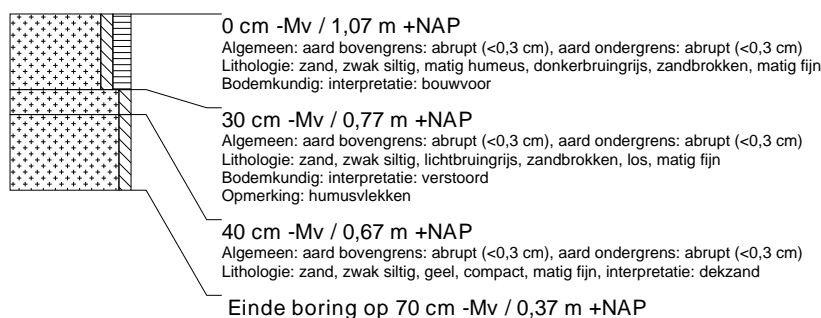 0 cm -Mv / 1,07 m +NAP
Algemeen: aard bovengrens: abrupt (<0,3 cm), aard ondergrens: abrupt (<0,3 cm)
Lithologie: zand, zwak siltig, matig humeus, donkerbruingrijs, zandbrokken, matig fijn
Bodemkundig: interpretatie: bouwvoor
30 cm -Mv / 0,77 m +NAP
Algemeen: aard bovengrens: abrupt (<0,3 cm), aard ondergrens: abrupt (<0,3 cm)
Lithologie: zand, zwak siltig, lichtbruingrijs, zandbrokken, los, matig fijn
Bodemkundig: interpretatie: verstoord
Opmerking: humusvlekken
40 cm -Mv / 0,67 m +NAP
Algemeen: aard bovengrens: abrupt (<0,3 cm), aard ondergrens: abrupt (<0,3 cm)
Lithologie: zand, zwak siltig, geel, compact, matig fijn, interpretatie: dekzand
Einde boring op 70 cm -Mv / 0,37 m +NAP